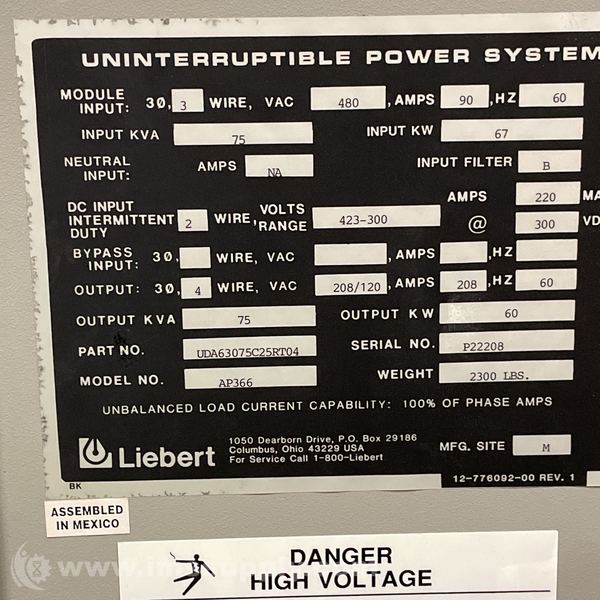 UNINTERRUPTIBLE POWER SYSTEM
MODULE INPUT: 30, 3 WIRE, VAC 480 , AMPS 90 , HZ 60
INPUT KVA 75 INPUT KW 67
NEUTRAL INPUT: AMPS NA INPUT FILTER B
DC INPUT INTERMITTENT DUTY 2 WIRE, VOLTS RANGE 423-300 AMPS @ 220 MA 300 VD
BYPASS INPUT: 30, WIRE, VAC , AMPS , HZ
OUTPUT: 30, 4 WIRE, VAC 208/120 , AMPS 208 , HZ 60
OUTPUT KVA 75 OUTPUT KW 60
PART NO. UDA63075C25RT04 SERIAL NO. P22208
MODEL NO. AP366 WEIGHT 2300 LBS.
UNBALANCED LOAD CURRENT CAPABILITY: 100% OF PHASE AMPS
Liebert
1050 Dearborn Drive, P.O. Box 29186
Columbus, Ohio 43229 USA
For Service Call 1-800-Liebert
MFG. SITE M
BK
12-776092-00 REV. 1
ASSEMBLED
IN MEXICO
DANGER
HIGH VOLTAGE